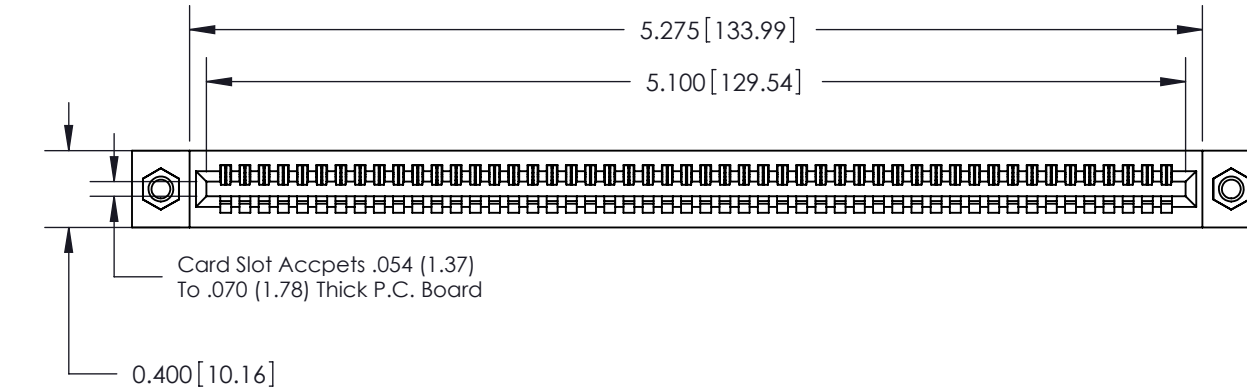 5.275[133.99]
5.100[129.54]
Card Slot Accpets .054 (1.37)
To .070 (1.78) Thick P.C. Board
0.400[10.16]